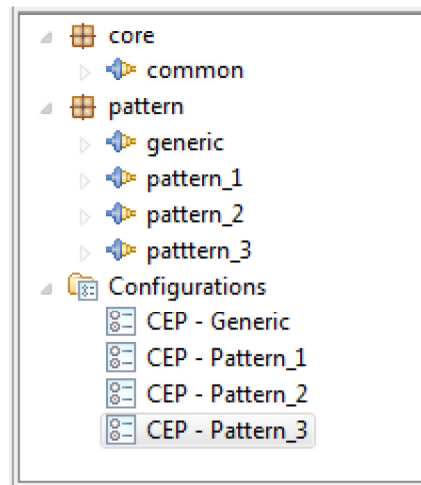 core
common
pattern
generic
pattern_1
pattern_2
patttern_3
Configurations
CEP - Generic
CEP - Pattern_1
CEP - Pattern_2
CEP - Pattern_3